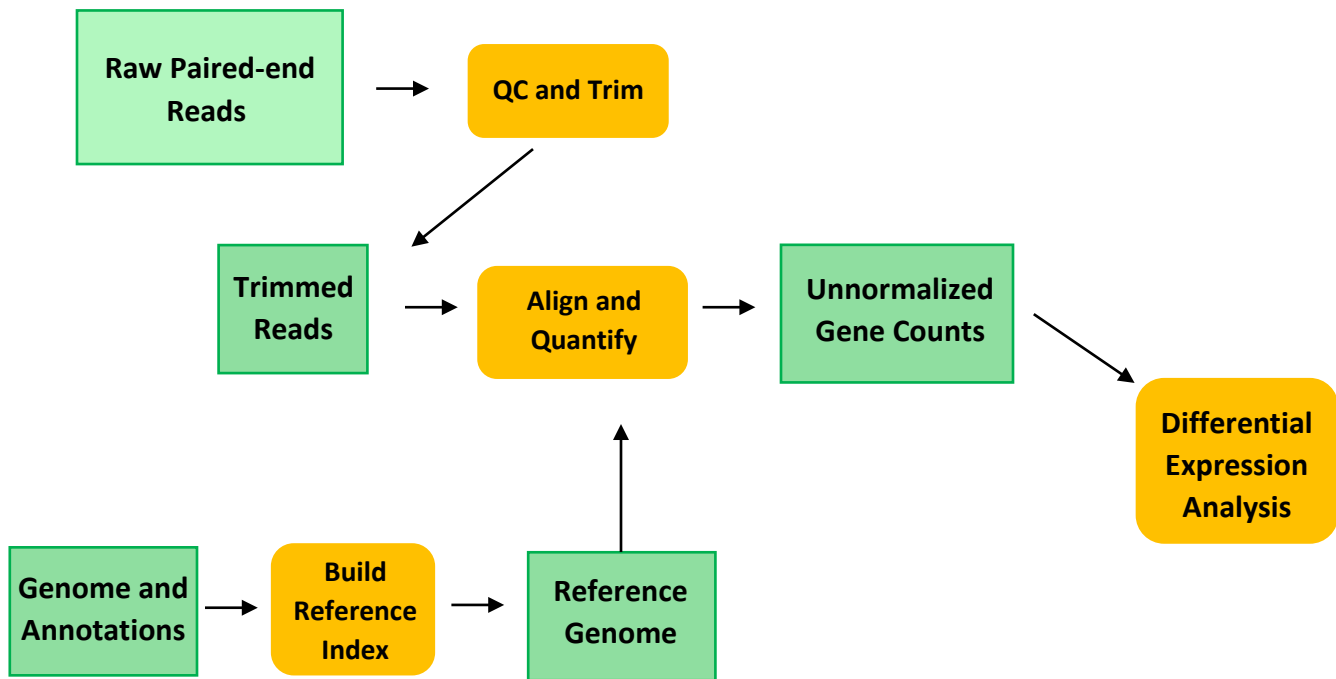 Raw Paired-end
Reads
QC and Trim
Trimmed
Reads
Align and
Quantify
Unnormalized
Gene Counts
Differential
Expression
Analysis
Genome and
Annotations
Build
Reference
Index
Reference
Genome